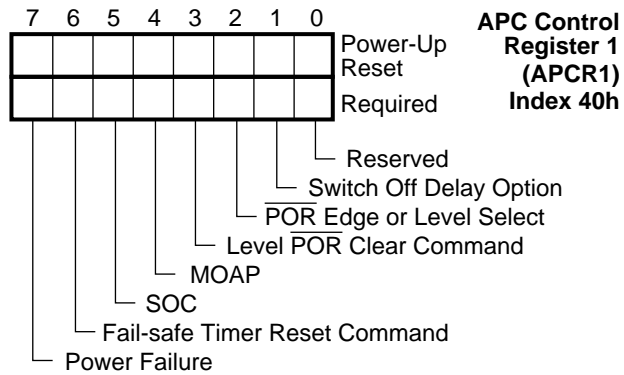 7 6 5 4 3 2 1 0
APC Control
Register 1
(APCR1)
Index 40h
Power-Up
Reset
Required
Reserved
Switch Off Delay Option
POR Edge or Level Select
Level POR Clear Command
MOAP
SOC
Fail-safe Timer Reset Command
Power Failure